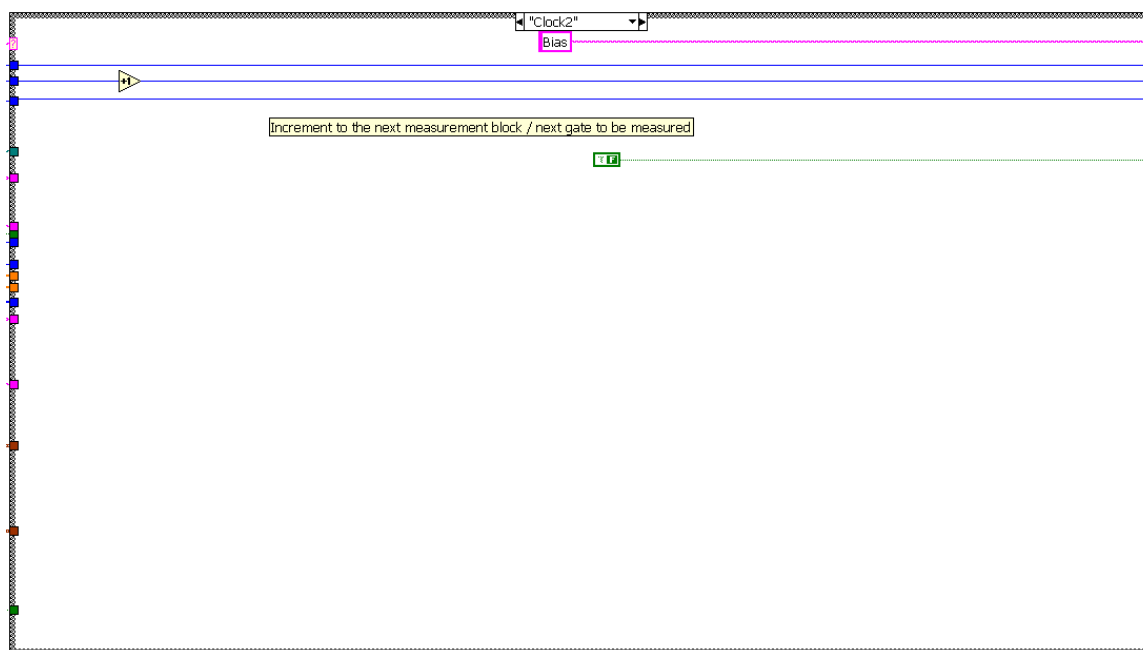 "Clock2"
Bias
+1
Increment to the next measurement block / next gate to be measured
T F